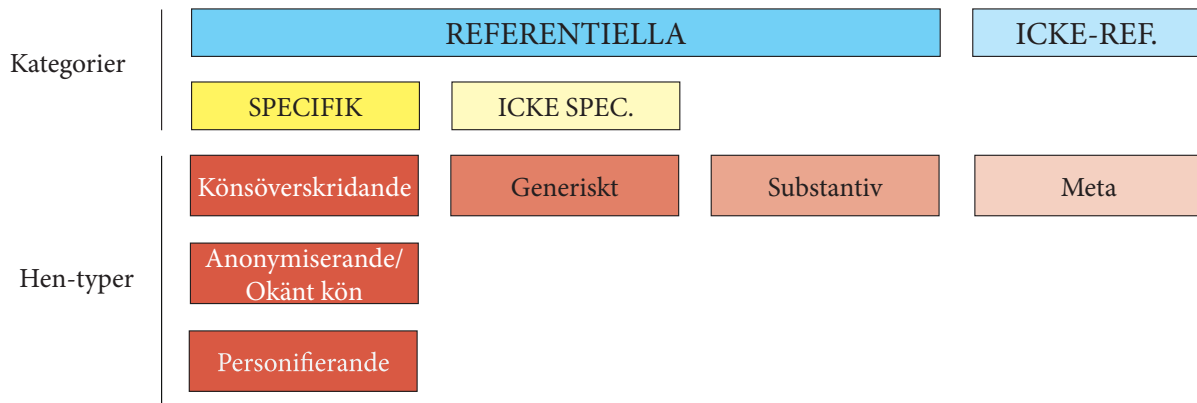 REFERENTIELLA
ICKE-REF.
Kategorier
SPECIFIK
ICKE SPEC.
Könsöverskridande
Generiskt
Substantiv
Meta
Hen-typer
Anonymiserande/
Okänt kön
Personifierande